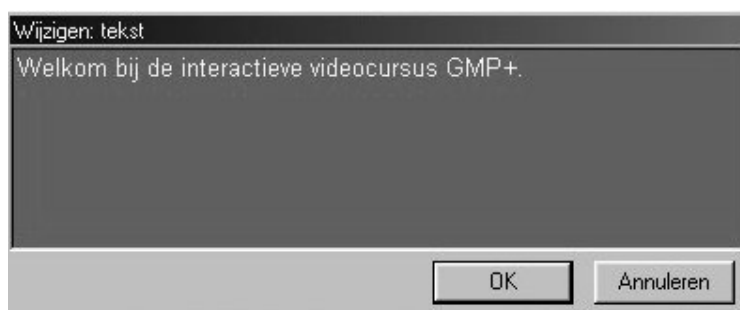 Wijzigen: tekst
Welkom bij de interactieve videocursus GMP+.
OK
Annuleren